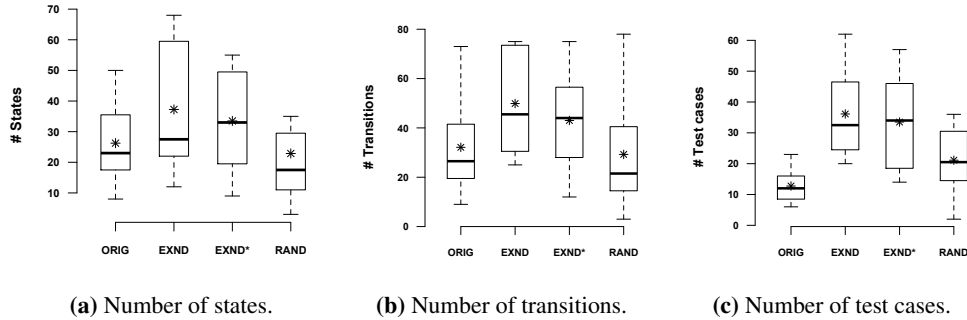 70
60
50
40
30
20
10
# States
ORIG EXND EXND* RAND
(a) Number of states.
80
60
40
20
0
# Transitions
ORIG EXND EXND* RAND
(b) Number of transitions.
60
50
40
30
20
10
0
# Test cases
ORIG EXND EXND* RAND
(c) Number of test cases.